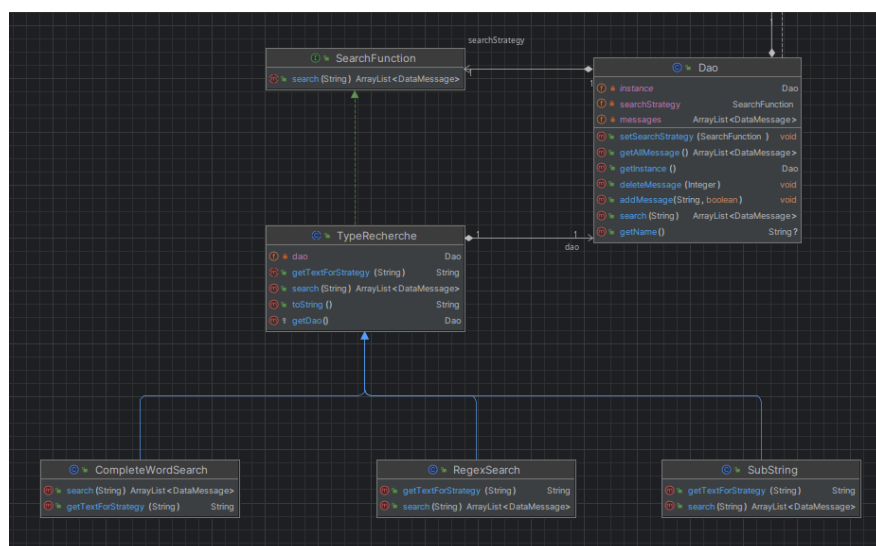 1
searchStrategy
SearchFunction
search(String) ArrayList<DataMessage>
1
1
Dao
instance Dao
searchStrategy SearchFunction
messages ArrayList<DataMessage>
setSearchStrategy (SearchFunction ) void
getAllMessage () ArrayList<DataMessage>
getInstance () Dao
deleteMessage (Integer) void
addMessage(String, boolean) void
search (String) ArrayList<DataMessage>
getName() String?
TypeRecherche
dao Dao
getTextForStrategy (String) String
search (String) ArrayList<DataMessage>
toString () String
getDao() Dao
1
1
dao
CompleteWordSearch
search (String) ArrayList<DataMessage>
getTextForStrategy (String) String
RegexSearch
getTextForStrategy (String) String
search (String) ArrayList<DataMessage>
SubString
getTextForStrategy (String) String
search (String) ArrayList<DataMessage>